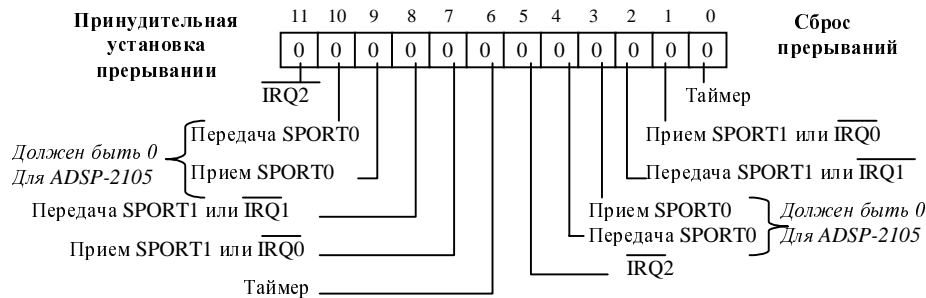 Принудительная
установка
прерывании
11 10 9 8 7 6 5 4 3 2 1 0
0 0 0 0 0 0 0 0 0 0 0 0
Сброс
прерываний
IRQ2
Таймер
Передача SPORT0
Прием SPORT1 или IRQ0
Должен быть 0
Для ADSP-2105
Прием SPORT0
Передача SPORT1 или IRQ1
Передача SPORT1 или IRQ1
Прием SPORT0
Передача SPORT0
Должен быть 0
Для ADSP-2105
Прием SPORT1 или IRQ0
IRQ2
Таймер